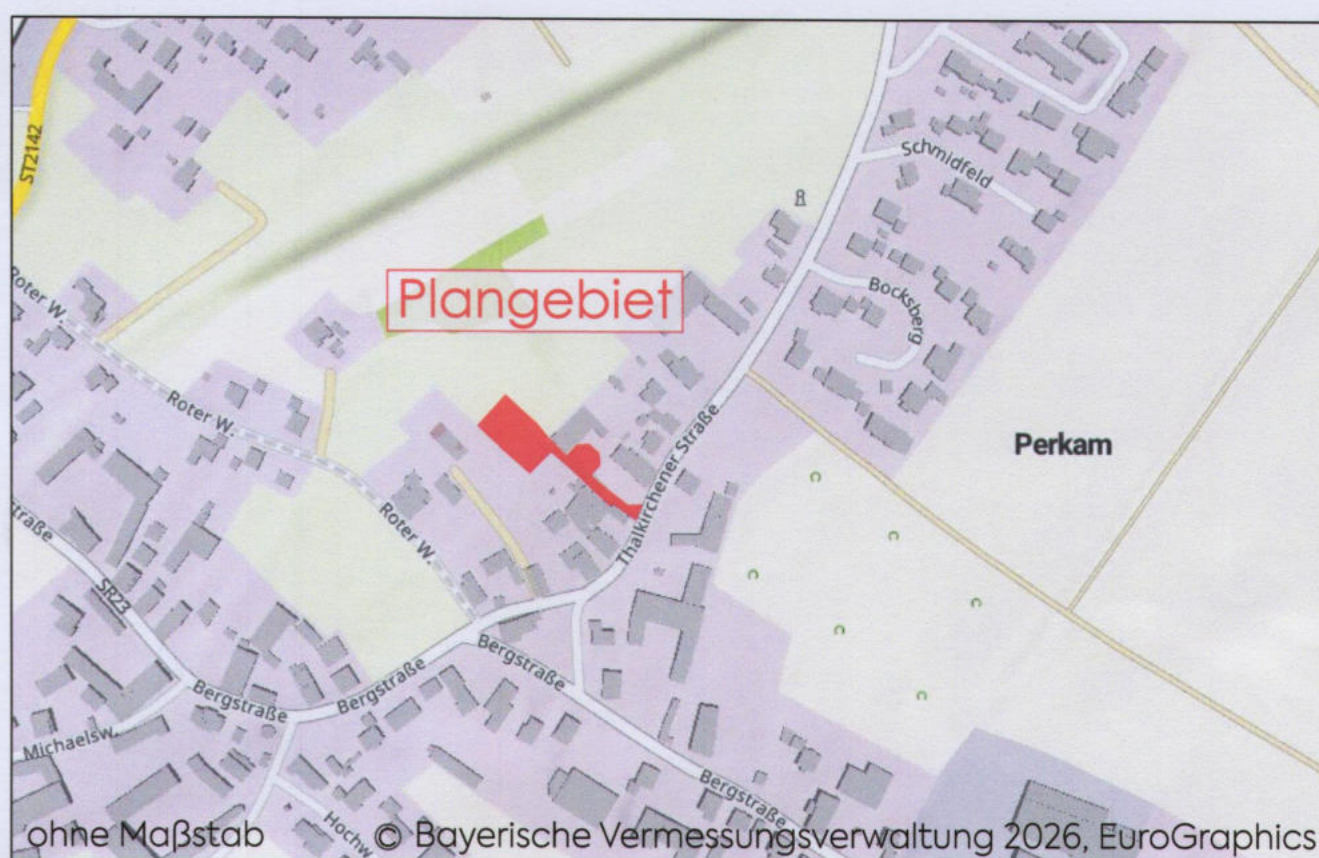 ST2142
Schmidfeld
Bocksberg
Roter W.
Plangebiet
Roter W.
Thalkirchener Straße
Perkam
Roter W.
straße
SR23
Bergstraße
Bergstraße
Bergstraße
Michaelsw.
Bergstraße
Hochw.
ohne Maßstab
© Bayerische Vermessungsverwaltung 2026, EuroGraphics